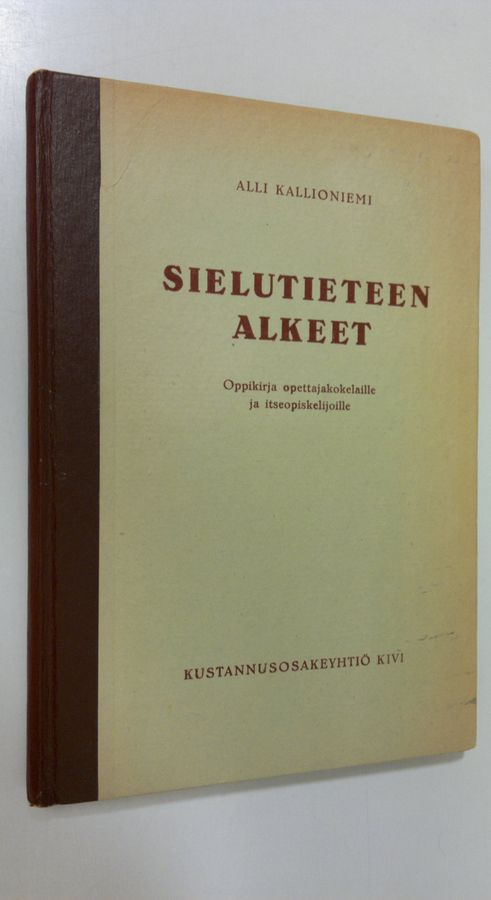 ALLI KALLIONIEMI
SIELUTIETEEN
ALKEET
Oppikirja opettajakokelaille
ja itseopiskelijoille
KUSTANNUSOSAKEYHTIÖ KIVI